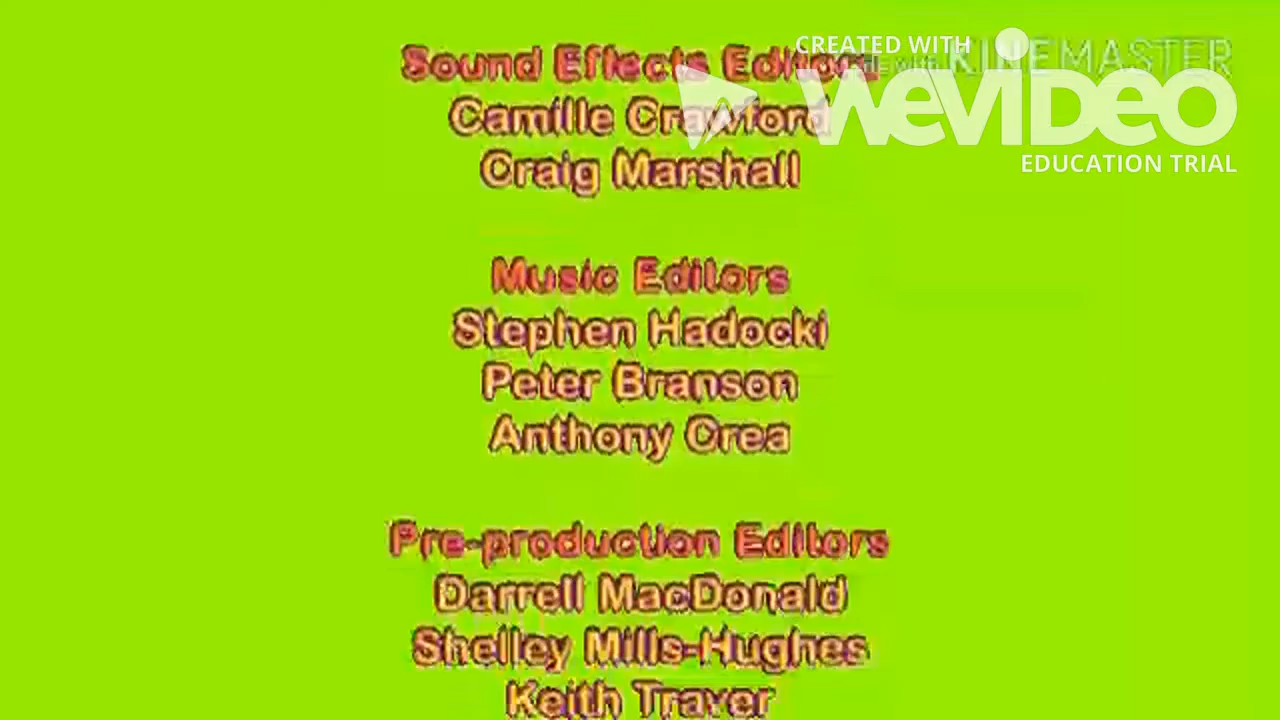 CREATED WITH
KINEMASTER
WEVIDEO
EDUCATION TRIAL
Sound Effects Editors
Camille Crawford
Craig Marshall
Music Editors
Stephen Hadocki
Peter Branson
Anthony Crea
Pre-production Editors
Darrell MacDonald
Shelley Mills-Hughes
Keith Traver